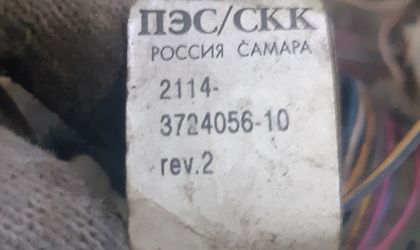 ПЭС/СКК
РОССИЯ САМАРА
2114-
3724056-10
rev.2